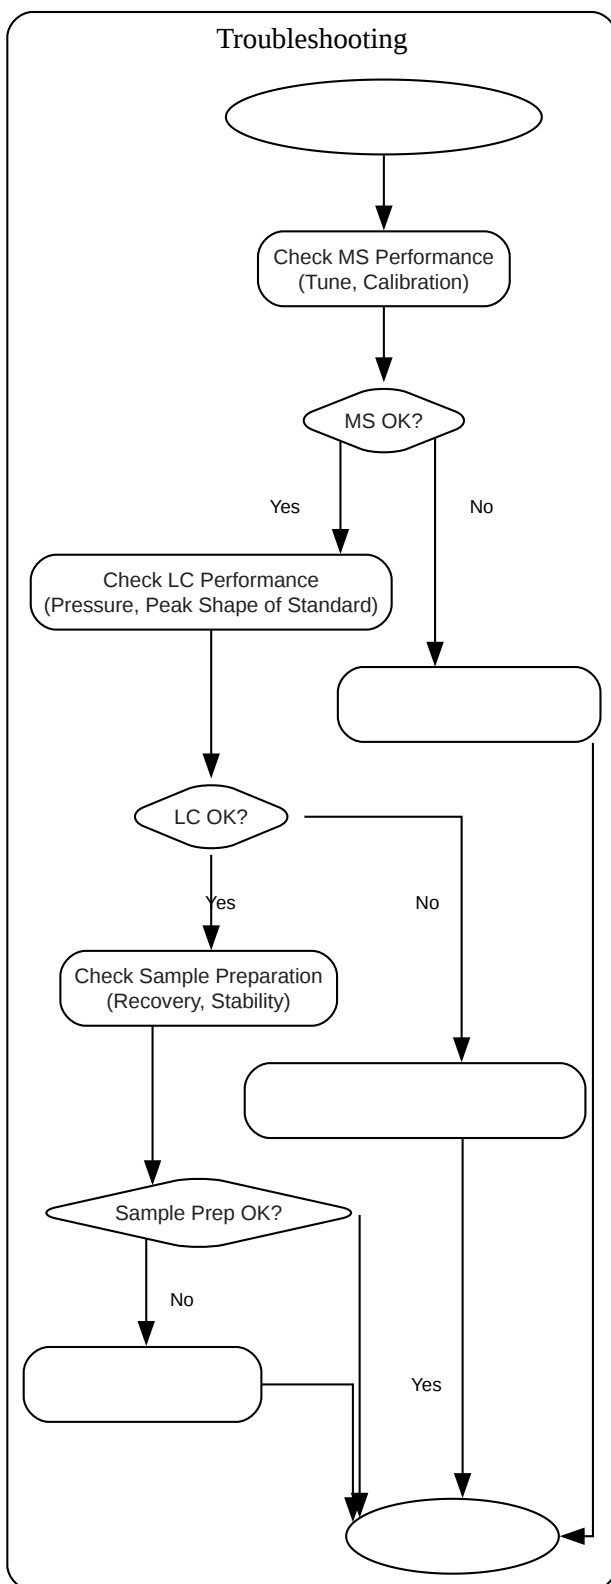 Troubleshooting
Check MS Performance
(Tune, Calibration)
MS OK?
Yes
No
Check LC Performance
(Pressure, Peak Shape of Standard)
LC OK?
Yes
No
Check Sample Preparation
(Recovery, Stability)
Sample Prep OK?
No
Yes